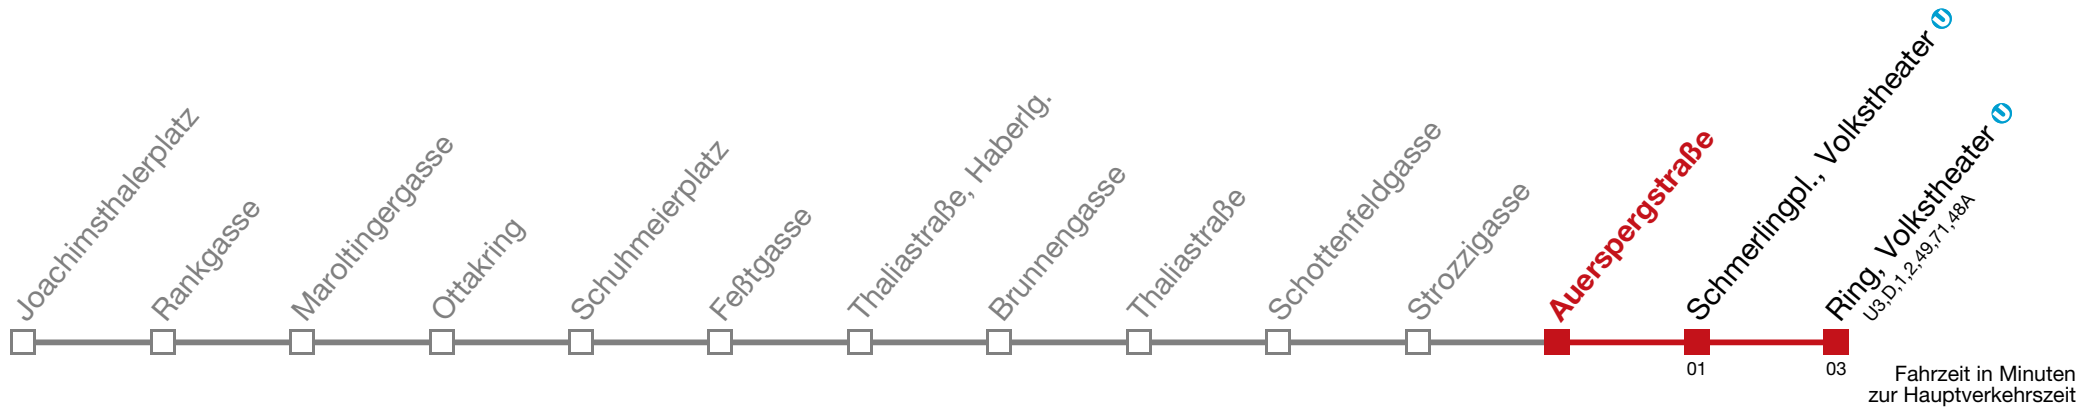 Joachimsthalerplatz
Rankgasse
Maroltingergasse
Ottakring
Schuhmeierplatz
Feßtgasse
Thaliastraße, Haberlg.
Brunnengasse
Thaliastraße
Schottenfeldgasse
Strozzigasse
Auerspergstraße
Schmerlingpl., Volkstheater U
Ring, Volkstheater U
U3,D,1,2,49,71,48A
01
03
Fahrzeit in Minuten
zur Hauptverkehrszeit